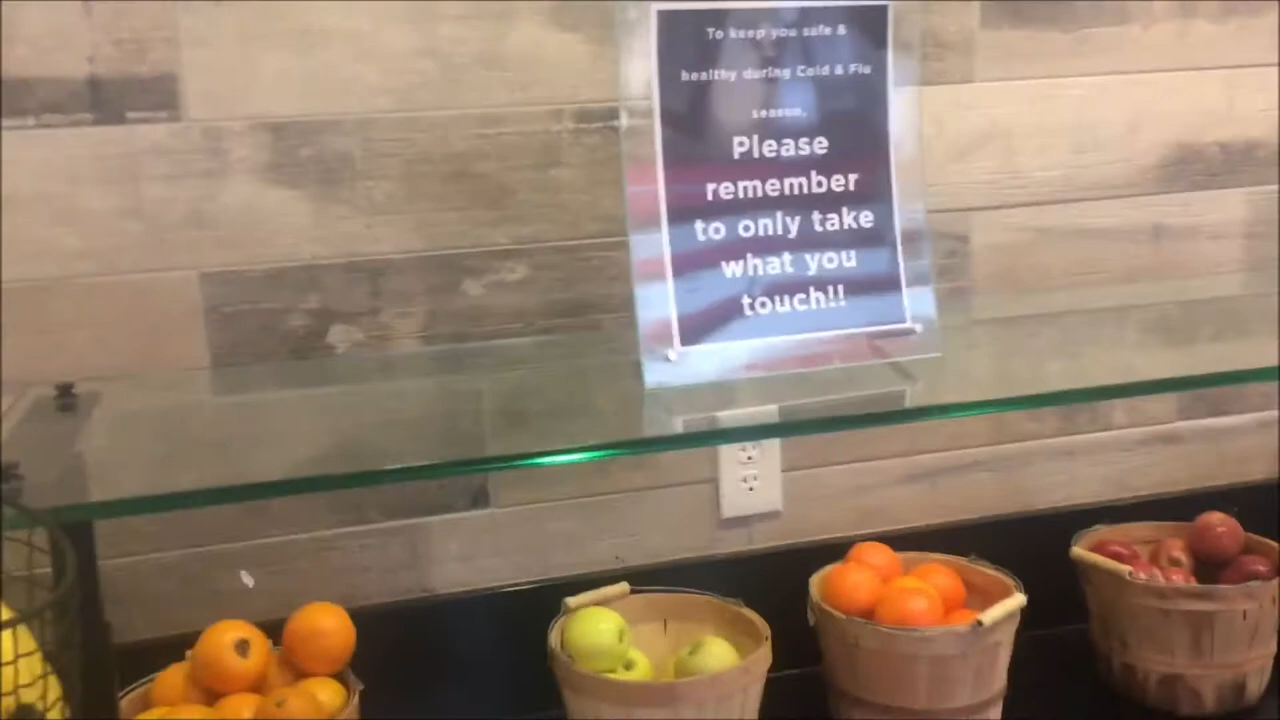 To keep you safe &
healthy during Cold & Flu
season,
Please
remember
to only take
what you
touch!!